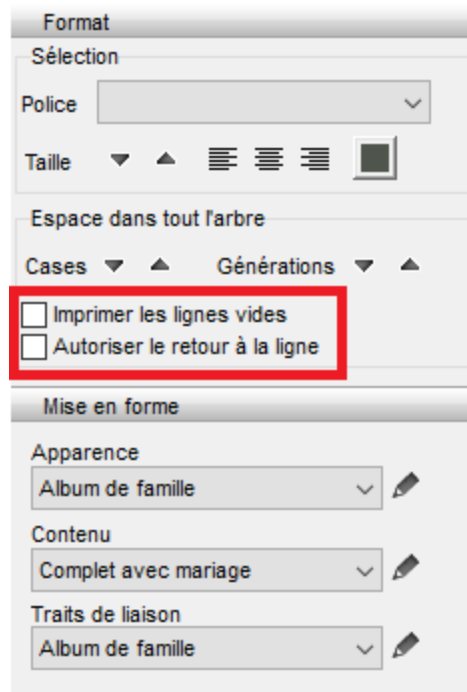 Format
Sélection
Police
Taille
Espace dans tout l'arbre
Cases Générations
Imprimer les lignes vides
Autoriser le retour à la ligne
Mise en forme
Apparence
Album de famille
Contenu
Complet avec mariage
Traits de liaison
Album de famille